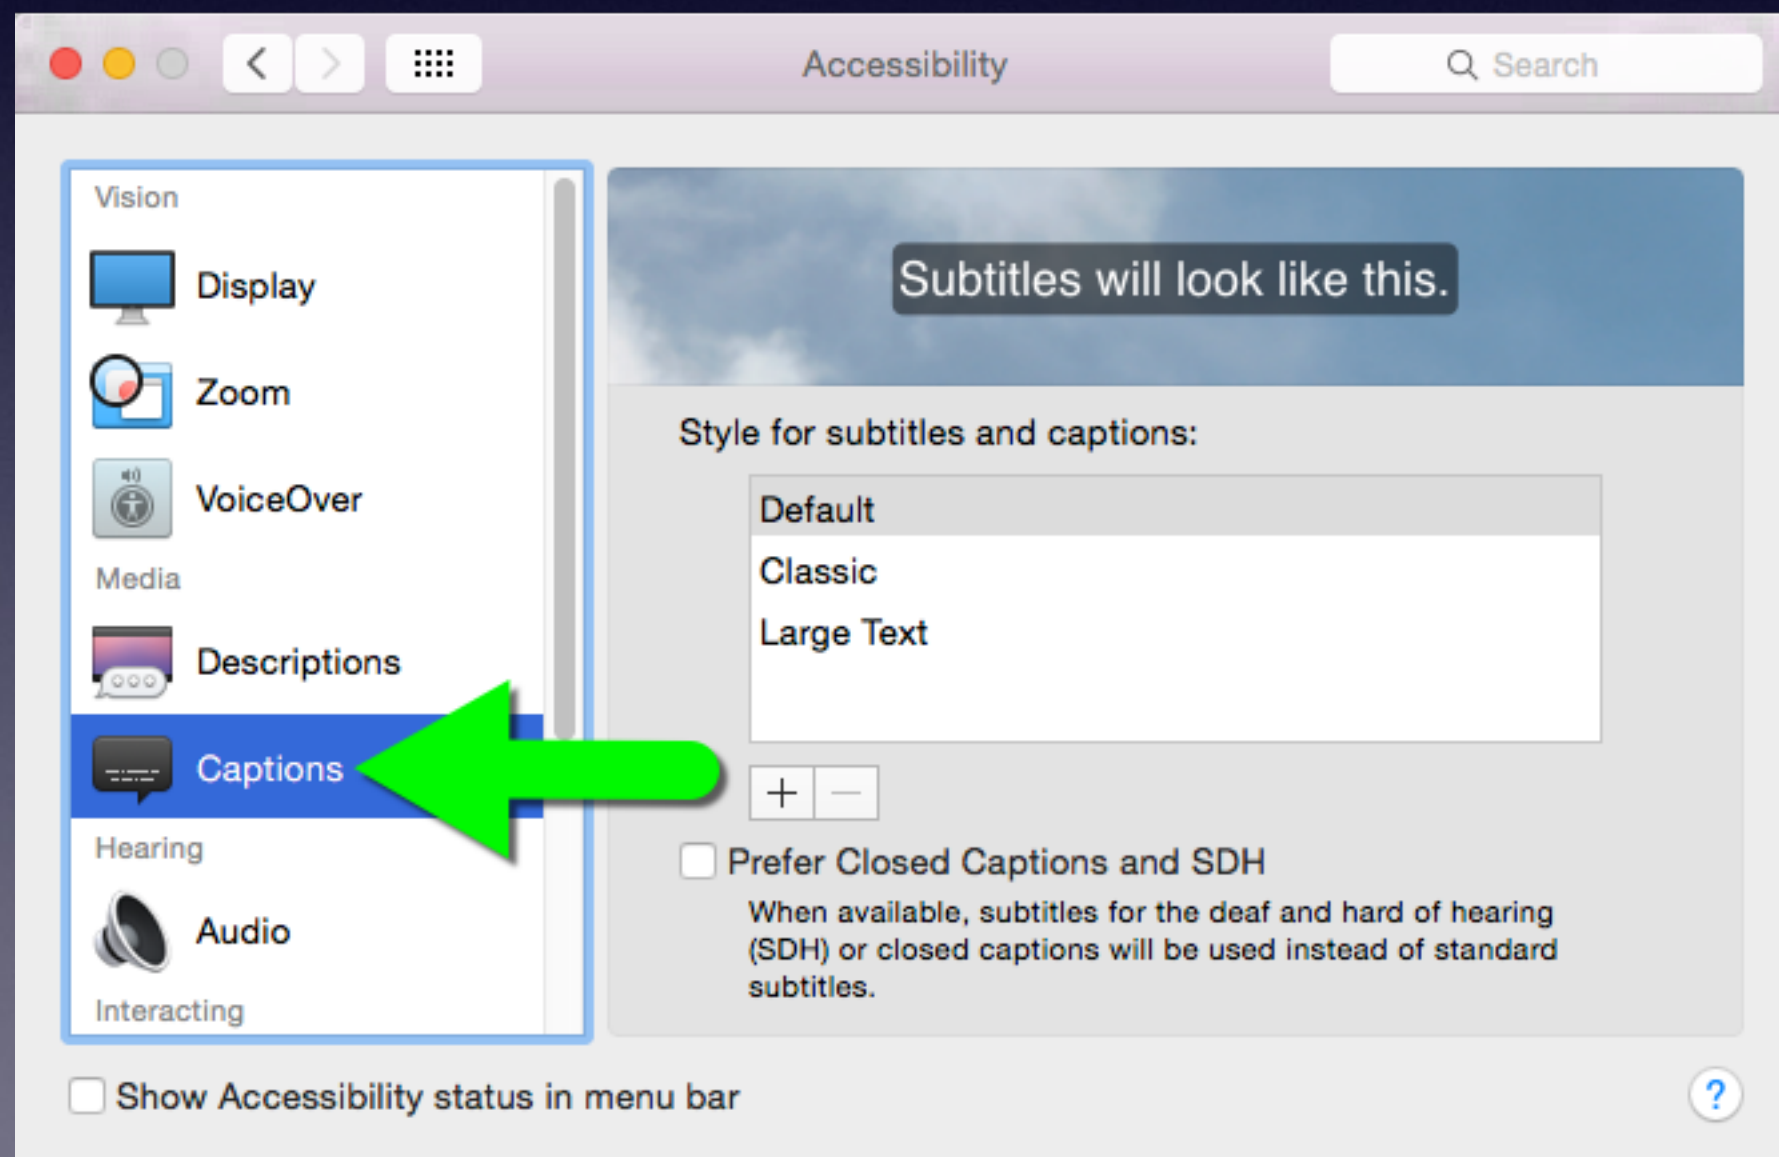 Accessibility
Search
Vision
Display
Zoom
VoiceOver
Media
Descriptions
Captions
Hearing
Audio
Interacting
Subtitles will look like this.
Style for subtitles and captions:
Default
Classic
Large Text
+ −
Prefer Closed Captions and SDH
When available, subtitles for the deaf and hard of hearing
(SDH) or closed captions will be used instead of standard
subtitles.
Show Accessibility status in menu bar
?